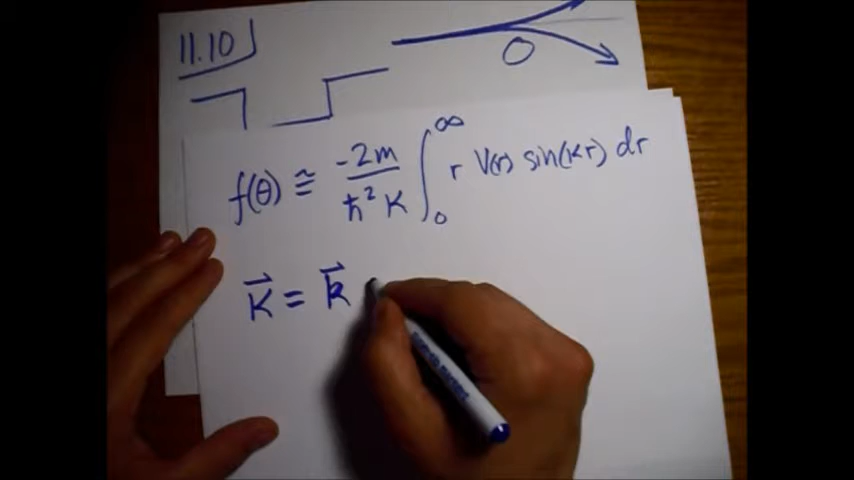 11.10
f(θ) ≅ -2m/ħ²K ∫₀^∞ r V(r) sin(Kr) dr
K⃗ = k⃗